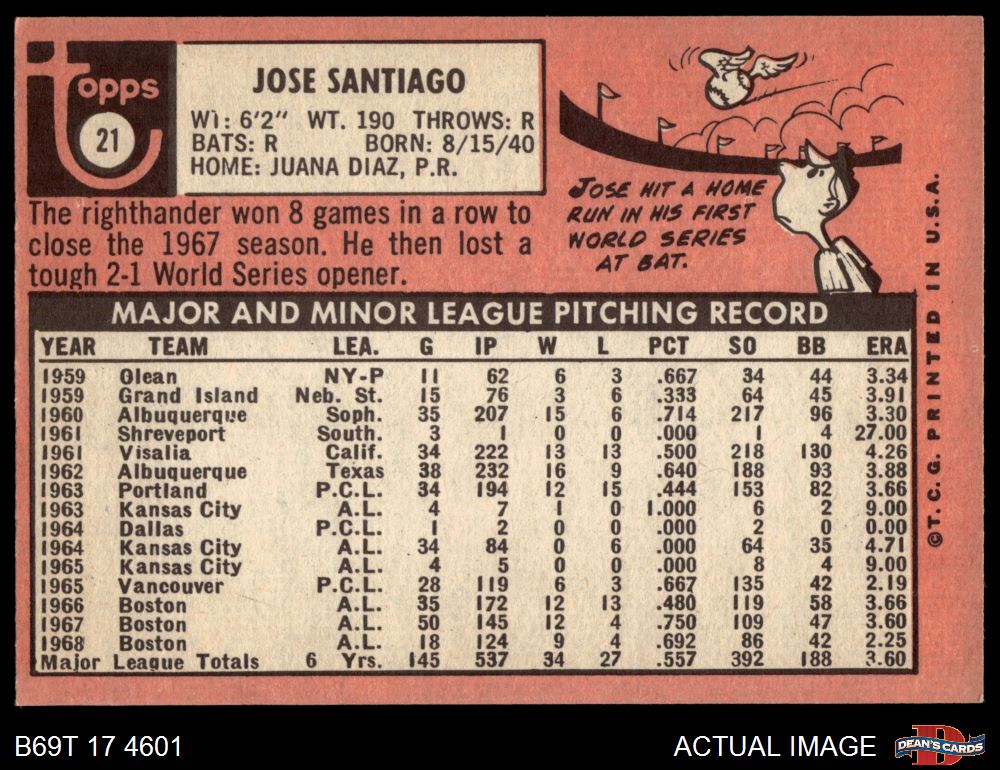 topps
21
JOSE SANTIAGO
W1: 6'2" WT. 190 THROWS: R
BATS: R BORN: 8/15/40
HOME: JUANA DIAZ, P.R.
The righthander won 8 games in a row to
close the 1967 season. He then lost a
tough 2-1 World Series opener.
JOSE HIT A HOME
RUN IN HIS FIRST
WORLD SERIES
AT BAT.
MAJOR AND MINOR LEAGUE PITCHING RECORD
YEAR TEAM LEA. G IP W L PCT SO BB ERA
1959 Olean NY-P 11 62 6 3 .667 34 44 3.34
1959 Grand Island Neb. St. 15 76 3 6 .333 64 45 3.91
1960 Albuquerque Soph. 35 207 15 6 .714 217 96 3.30
1961 Shreveport South. 3 1 0 0 .000 1 4 27.00
1961 Visalia Calif. 34 222 13 13 .500 218 130 4.26
1962 Albuquerque Texas 38 232 16 9 .640 188 93 3.88
1963 Portland P.C.L. 34 194 12 15 .444 153 82 3.66
1963 Kansas City A.L. 4 7 1 0 1.000 6 2 9.00
1964 Dallas P.C.L. 1 2 0 0 .000 2 0 0.00
1964 Kansas City A.L. 34 84 0 6 .000 64 35 4.71
1965 Kansas City A.L. 4 5 0 0 .000 8 4 9.00
1965 Vancouver P.C.L. 28 119 6 3 .667 135 42 2.19
1966 Boston A.L. 35 172 12 13 .480 119 58 3.66
1967 Boston A.L. 50 145 12 4 .750 109 47 3.60
1968 Boston A.L. 18 124 9 4 .692 86 42 2.25
Major League Totals 6 Yrs. 145 537 34 27 .557 392 188 3.60
©T.C.G. PRINTED IN U.S.A.
B69T 17 4601
ACTUAL IMAGE
DEAN'S CARDS